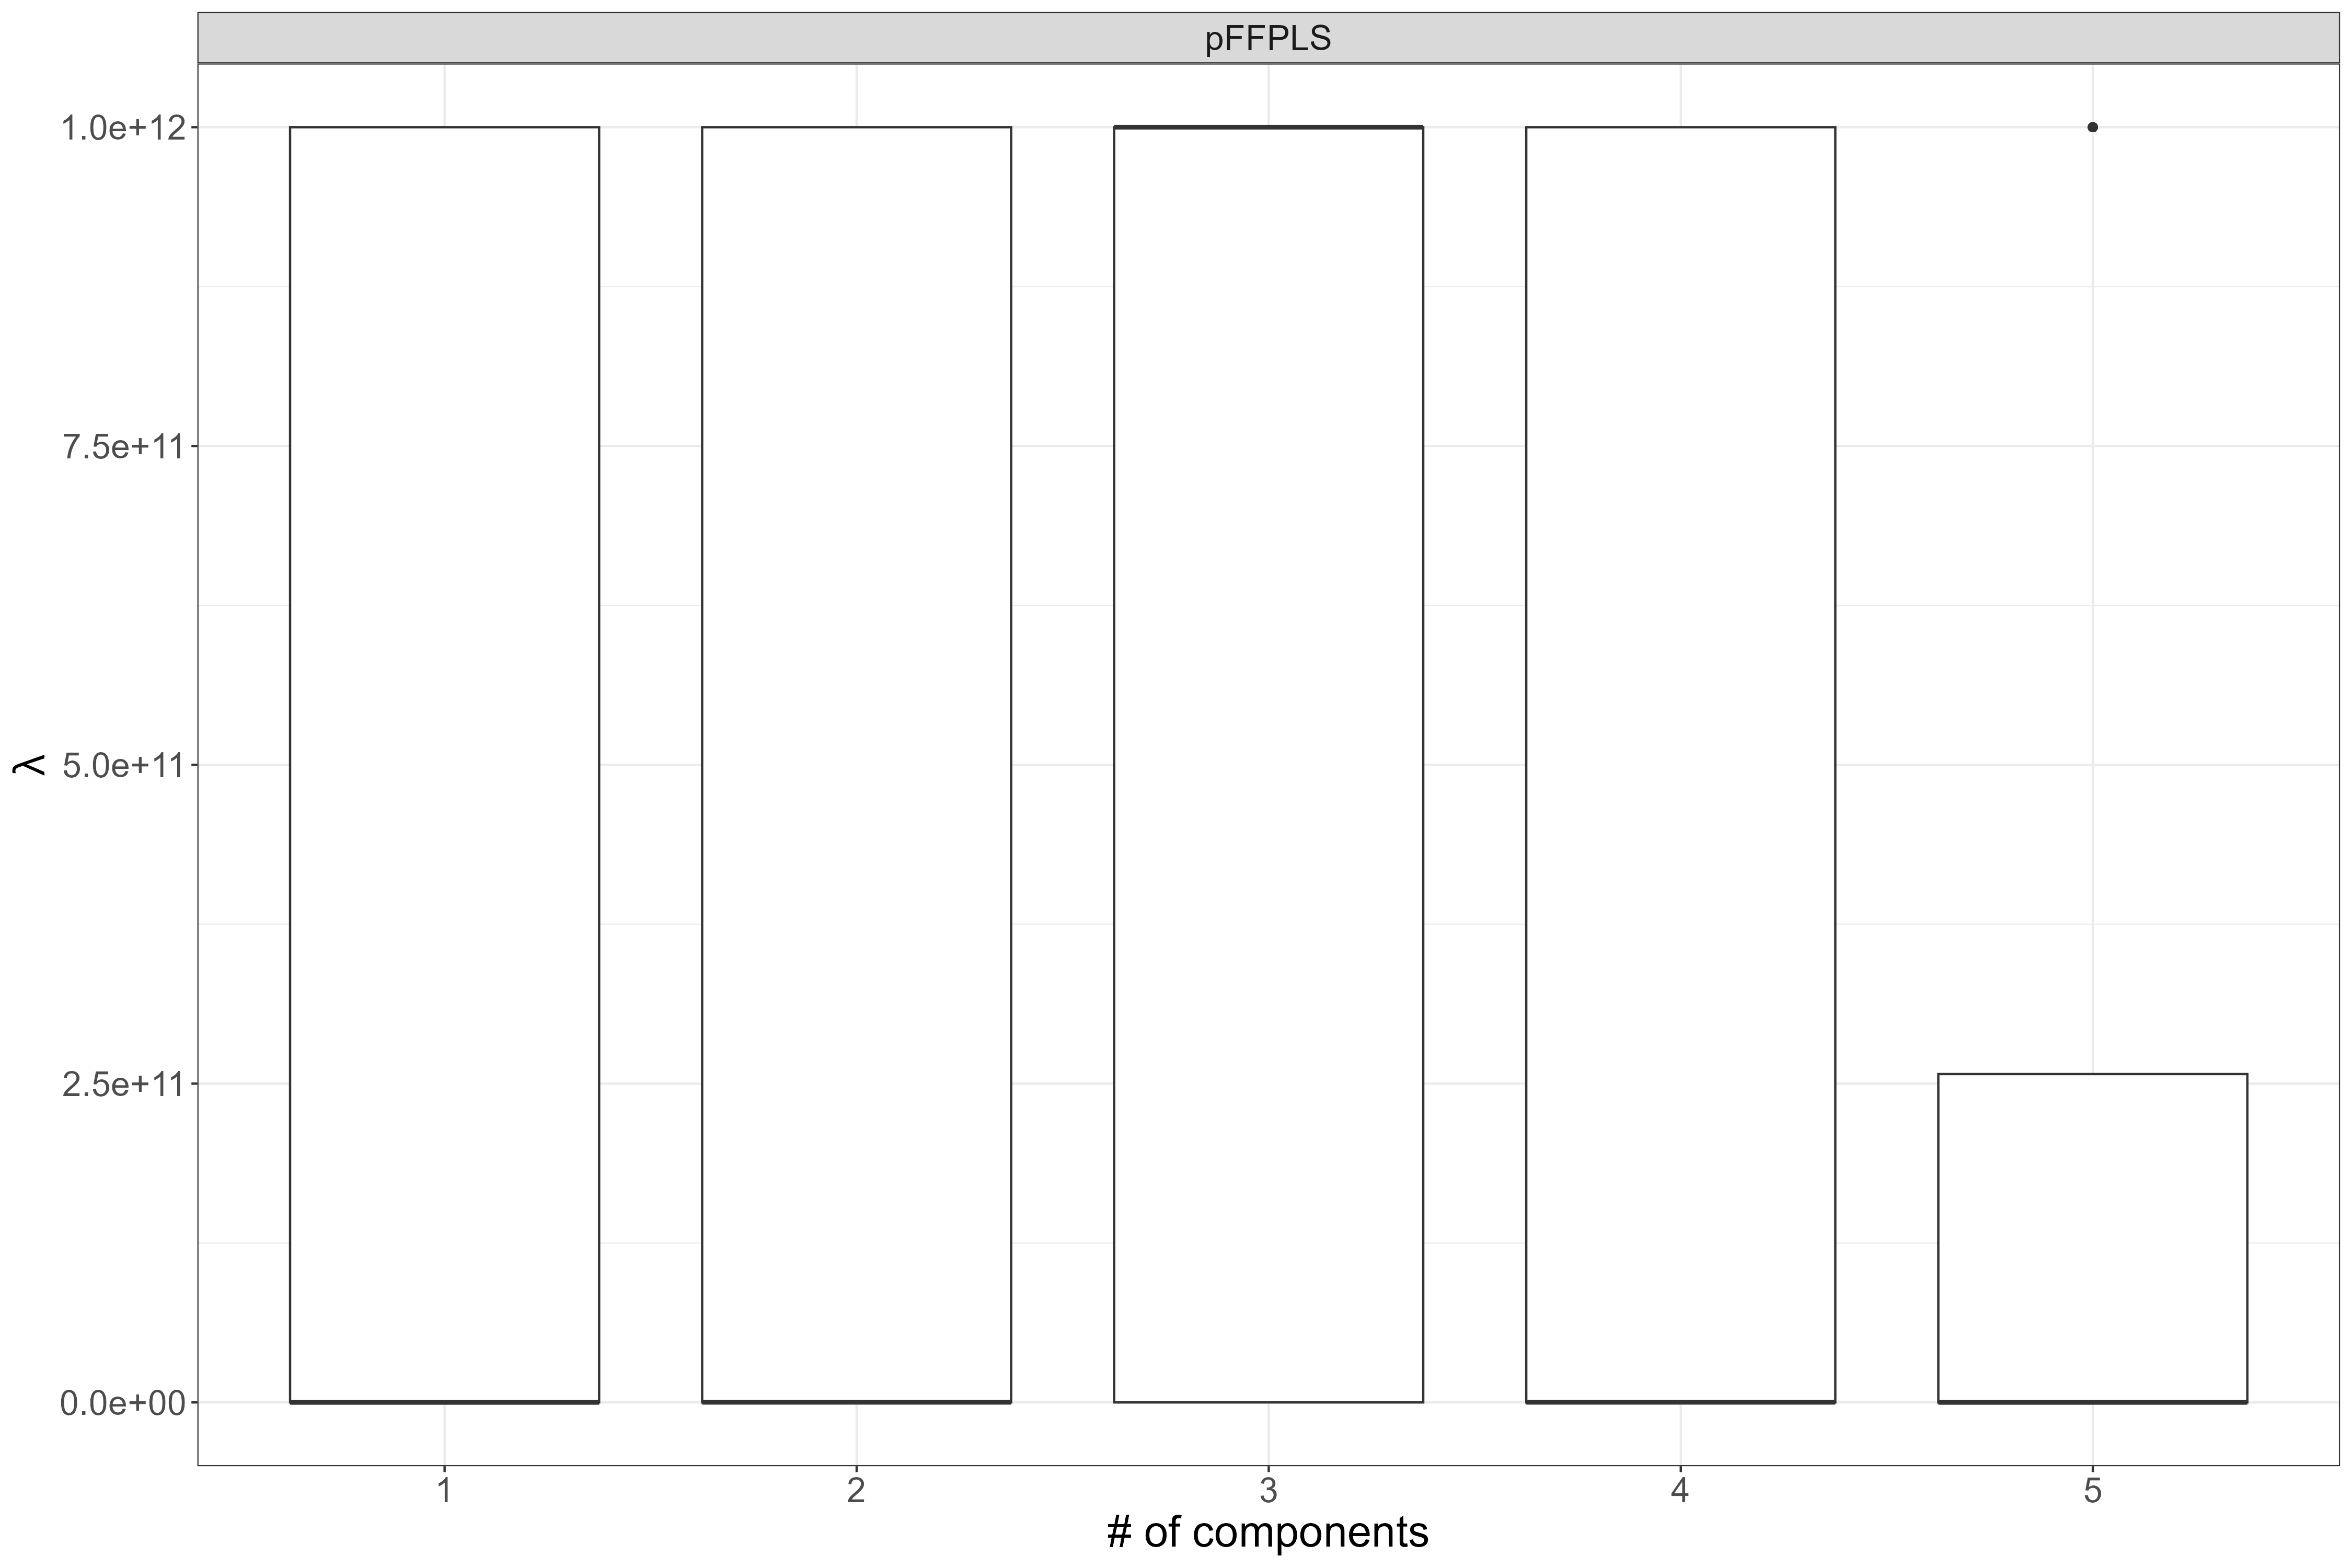 pFFPLS
1.0e+12
7.5e+11
5.0e+11
2.5e+11
0.0e+00
λ
1 2 3 4 5
# of components